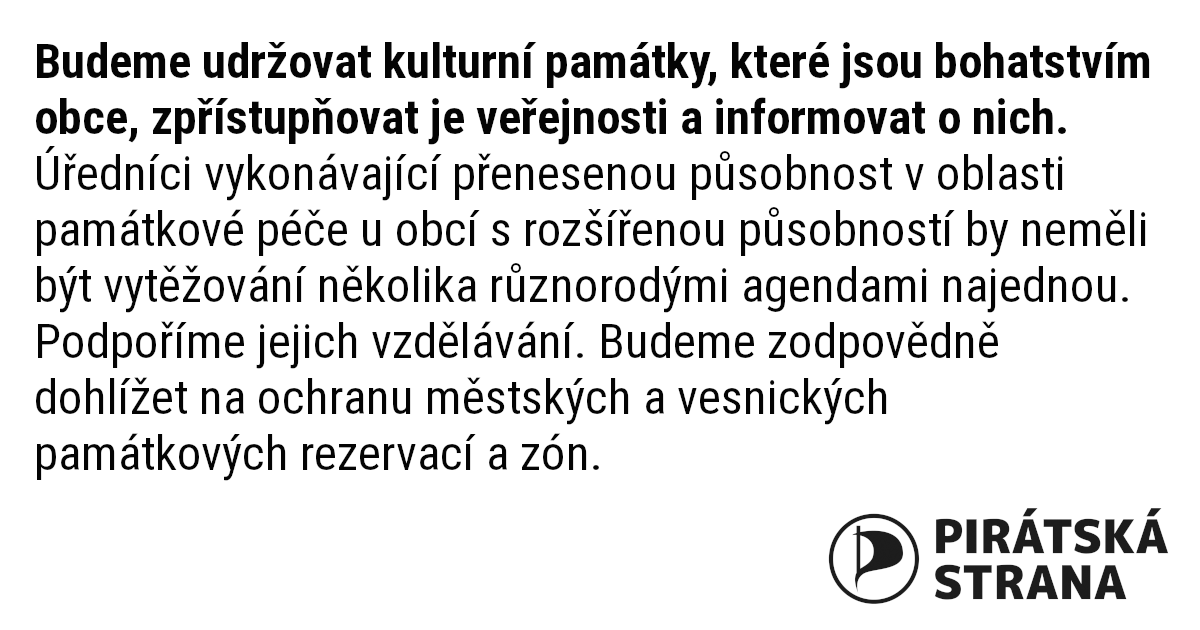 Budeme udržovat kulturní památky, které jsou bohatstvím
obce, zpřístupňovat je veřejnosti a informovat o nich.
Úředníci vykonávající přenesenou působnost v oblasti
památkové péče u obcí s rozšířenou působností by neměli
být vytěžování několika různorodými agendami najednou.
Podpoříme jejich vzdělávání. Budeme zodpovědně
dohlížet na ochranu městských a vesnických
památkových rezervací a zón.
PIRÁTSKÁ
STRANA